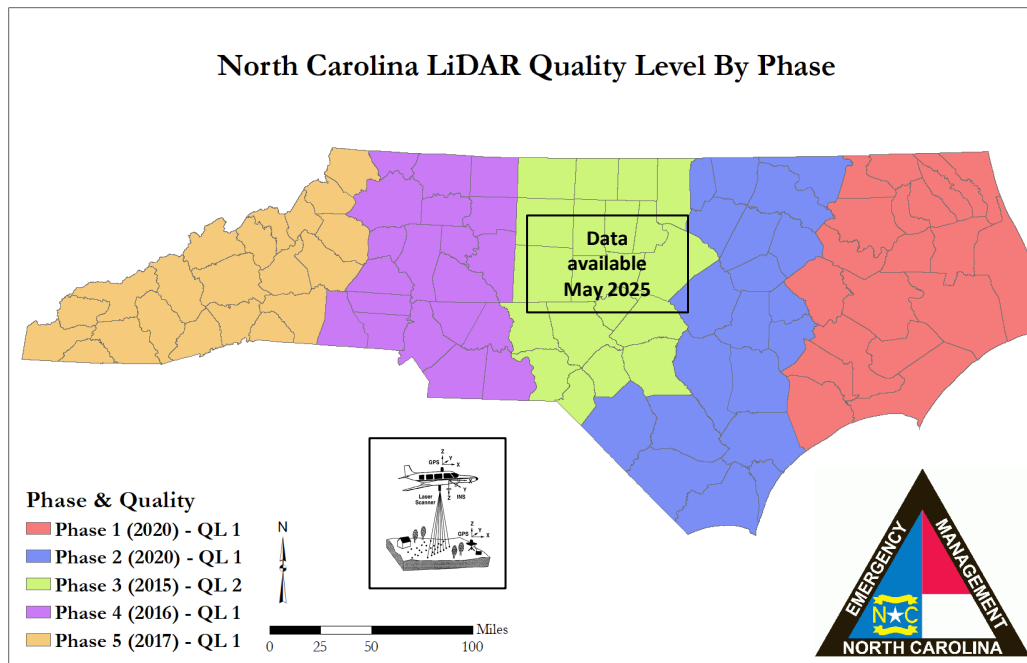 North Carolina LiDAR Quality Level By Phase
Data
available
May 2025
Phase & Quality
Phase 1 (2020) - QL 1
Phase 2 (2020) - QL 1
Phase 3 (2015) - QL 2
Phase 4 (2016) - QL 1
Phase 5 (2017) - QL 1
N
0 25 50 100
Miles
Z
Y
GPS
X
X
Y
Z
INS
Laser
Scanner
Z
Y
GPS
X
EMERGENCY
MANAGEMENT
N C
NORTH CAROLINA